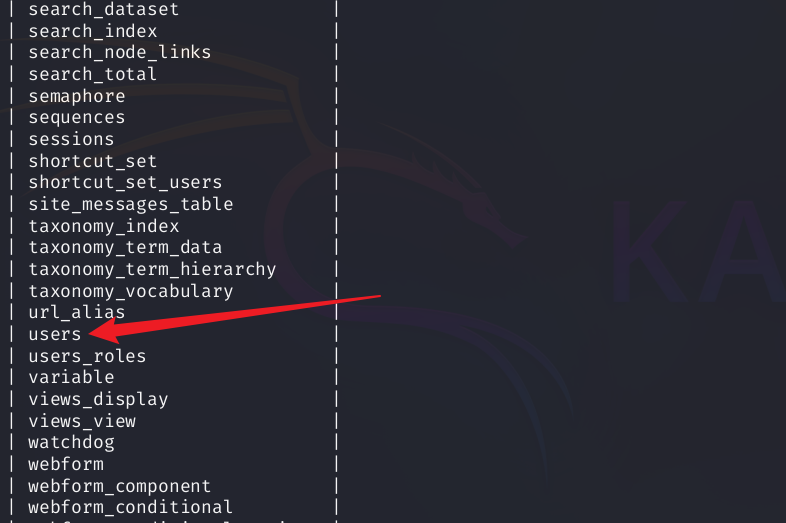 | search_dataset |
| search_index |
| search_node_links |
| search_total |
| semaphore |
| sequences |
| sessions |
| shortcut_set |
| shortcut_set_users |
| site_messages_table |
| taxonomy_index |
| taxonomy_term_data |
| taxonomy_term_hierarchy |
| taxonomy_vocabulary |
| url_alias |
| users |
| users_roles |
| variable |
| views_display |
| views_view |
| watchdog |
| webform |
| webform_component |
| webform_conditional |
KA